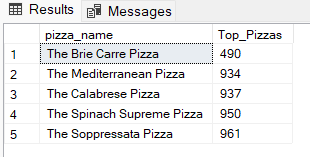 Results Messages
pizza_name Top_Pizzas
1 The Brie Carre Pizza 490
2 The Mediterranean Pizza 934
3 The Calabrese Pizza 937
4 The Spinach Supreme Pizza 950
5 The Soppressata Pizza 961